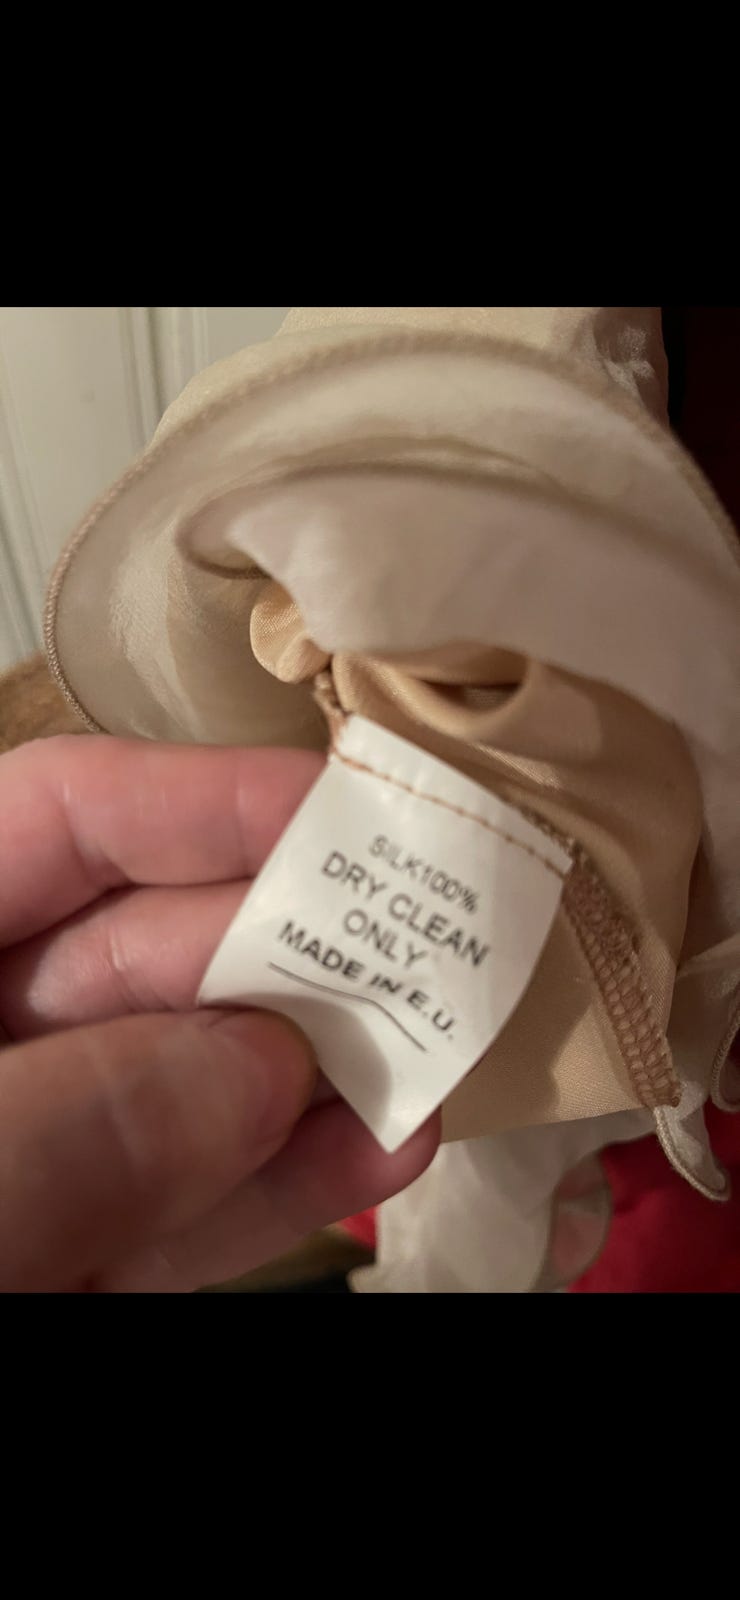 SILK100%
DRY CLEAN
ONLY
MADE IN E.U.